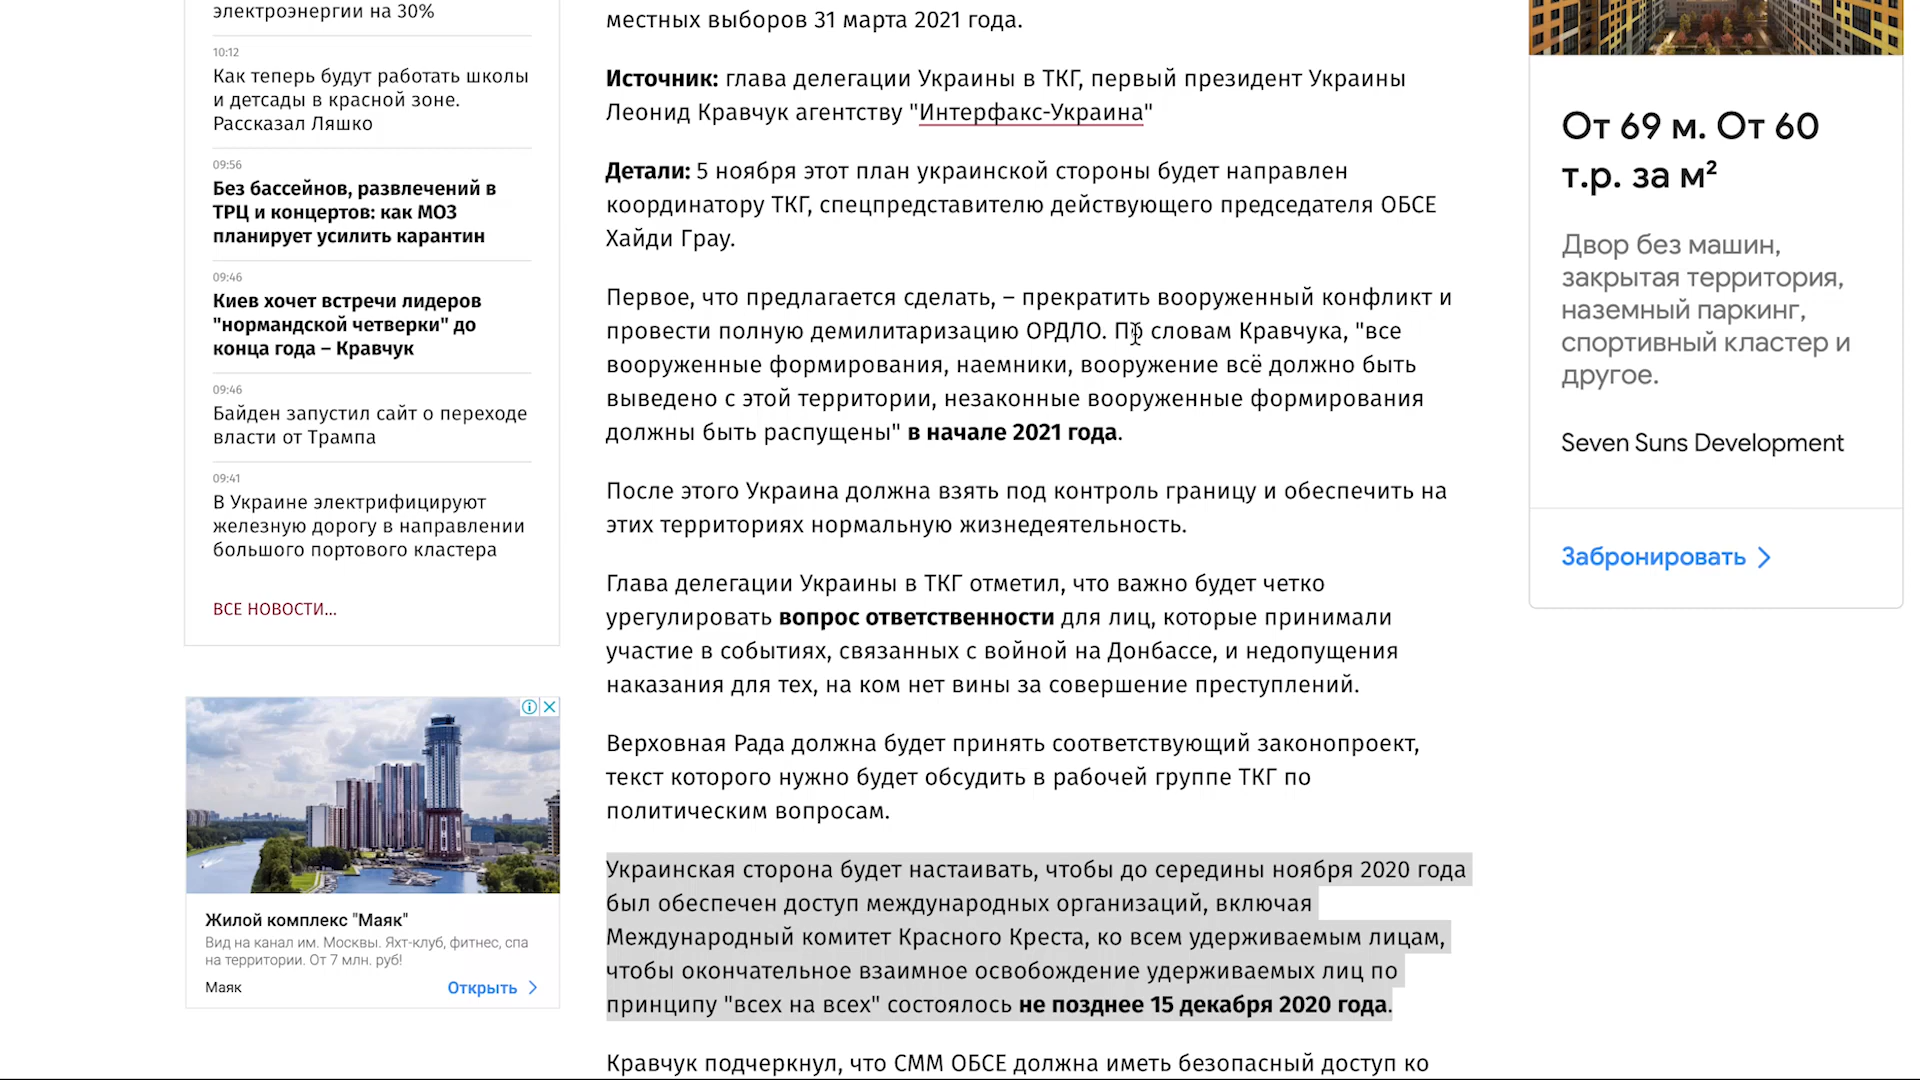 электроэнергии на 30%
10:12
Как теперь будут работать школы
и детсады в красной зоне.
Рассказал Ляшко
09:56
Без бассейнов, развлечений в
ТРЦ и концертов: как МОЗ
планирует усилить карантин
09:46
Киев хочет встречи лидеров
"нормандской четверки" до
конца года – Кравчук
09:46
Байден запустил сайт о переходе
власти от Трампа
09:41
В Украине электрифицируют
железную дорогу в направлении
большого портового кластера
ВСЕ НОВОСТИ...
Жилой комплекс "Маяк"
Вид на канал им. Москвы. Яхт-клуб, фитнес, спа
на территории. От 7 млн. руб!
Маяк
Открыть
местных выборов 31 марта 2021 года.
Источник: глава делегации Украины в ТКГ, первый президент Украины
Леонид Кравчук агентству "Интерфакс-Украина"
Детали: 5 ноября этот план украинской стороны будет направлен
координатору ТКГ, спецпредставителю действующего председателя ОБСЕ
Хайди Грау.
Первое, что предлагается сделать, – прекратить вооруженный конфликт и
провести полную демилитаризацию ОРДЛО. По словам Кравчука, "все
вооруженные формирования, наемники, вооружение всё должно быть
выведено с этой территории, незаконные вооруженные формирования
должны быть распущены" в начале 2021 года.
После этого Украина должна взять под контроль границу и обеспечить на
этих территориях нормальную жизнедеятельность.
Глава делегации Украины в ТКГ отметил, что важно будет четко
урегулировать вопрос ответственности для лиц, которые принимали
участие в событиях, связанных с войной на Донбассе, и недопущения
наказания для тех, на ком нет вины за совершение преступлений.
Верховная Рада должна будет принять соответствующий законопроект,
текст которого нужно будет обсудить в рабочей группе ТКГ по
политическим вопросам.
Украинская сторона будет настаивать, чтобы до середины ноября 2020 года
был обеспечен доступ международных организаций, включая
Международный комитет Красного Креста, ко всем удерживаемым лицам,
чтобы окончательное взаимное освобождение удерживаемых лиц по
принципу "всех на всех" состоялось не позднее 15 декабря 2020 года.
Кравчук подчеркнул, что СММ ОБСЕ должна иметь безопасный доступ ко
От 69 м. От 60
т.р. за м²
Двор без машин,
закрытая территория,
наземный паркинг,
спортивный кластер и
другое.
Seven Suns Development
Забронировать